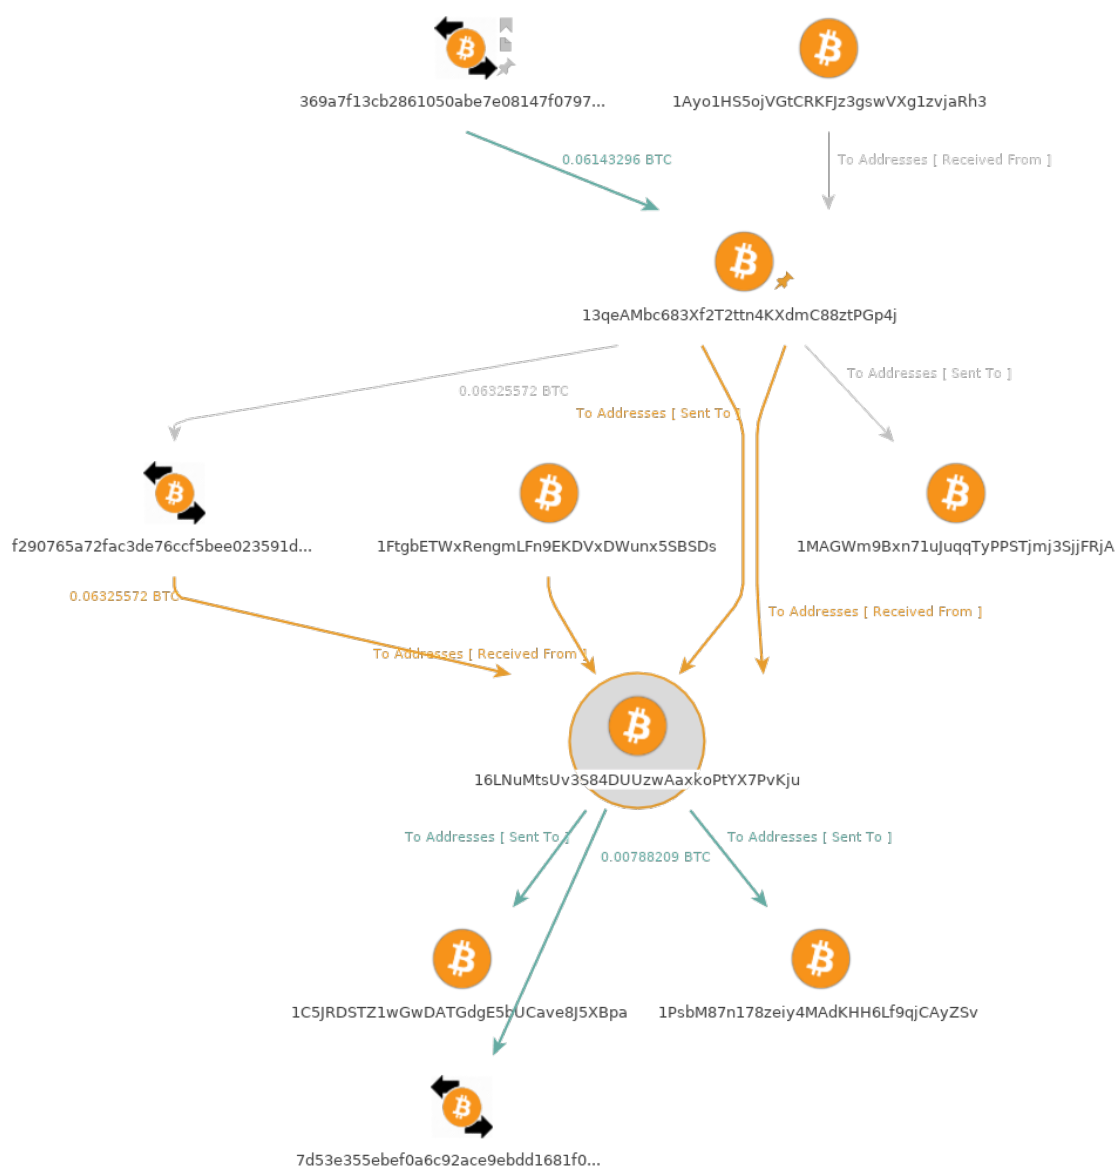 369a7f13cb2861050abe7e08147f0797...
1Ayo1HS5ojVGtCRKFJz3gswVXg1zvjaRh3
0.06143296 BTC
To Addresses [ Received From ]
13qeAMbc683Xf2T2ttn4KXdmC88ztPGp4j
To Addresses [ Sent To ]
0.06325572 BTC
To Addresses [ Sent To ]
f290765a72fac3de76ccf5bee023591d...
1FtgbETWxRengmLFn9EKDVxDWunx5SBSDs
1MAGWm9Bxn71uJuqqTyPPSTjmj3SjjFRjA
0.06325572 BTC
To Addresses [ Received From ]
To Addresses [ Received From ]
16LNuMtsUv3S84DUUzwAaxkoPtYX7PvKju
To Addresses [ Sent To ]
To Addresses [ Sent To ]
0.00788209 BTC
1C5JRDSTZ1wGwDATGdgE5bUCave8J5XBpa
1PsbM87n178zeiy4MAdKHH6Lf9qjCAyZSv
7d53e355ebef0a6c92ace9ebdd1681f0...